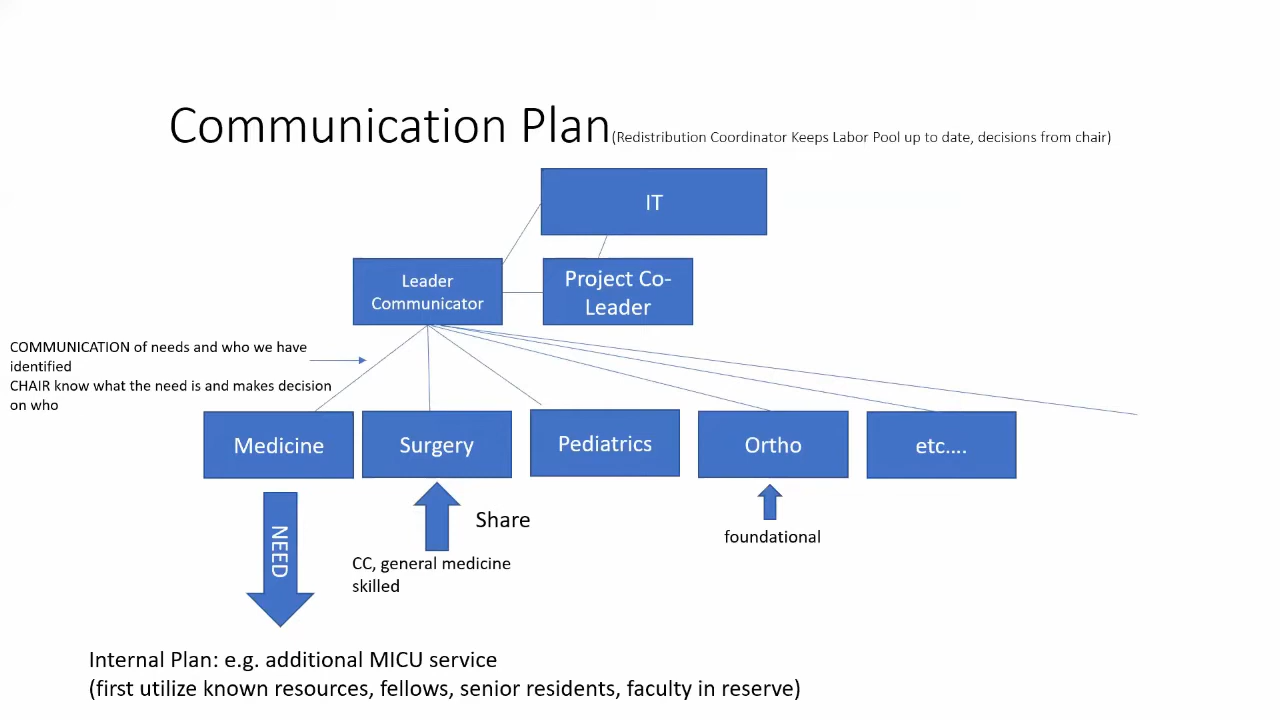 Communication Plan(Redistribution Coordinator Keeps Labor Pool up to date, decisions from chair)
IT
Leader
Communicator
Project Co-
Leader
COMMUNICATION of needs and who we have
identified
CHAIR know what the need is and makes decision
on who
Medicine
Surgery
Pediatrics
Ortho
etc....
NEED
Share
CC, general medicine
skilled
foundational
Internal Plan: e.g. additional MICU service
(first utilize known resources, fellows, senior residents, faculty in reserve)